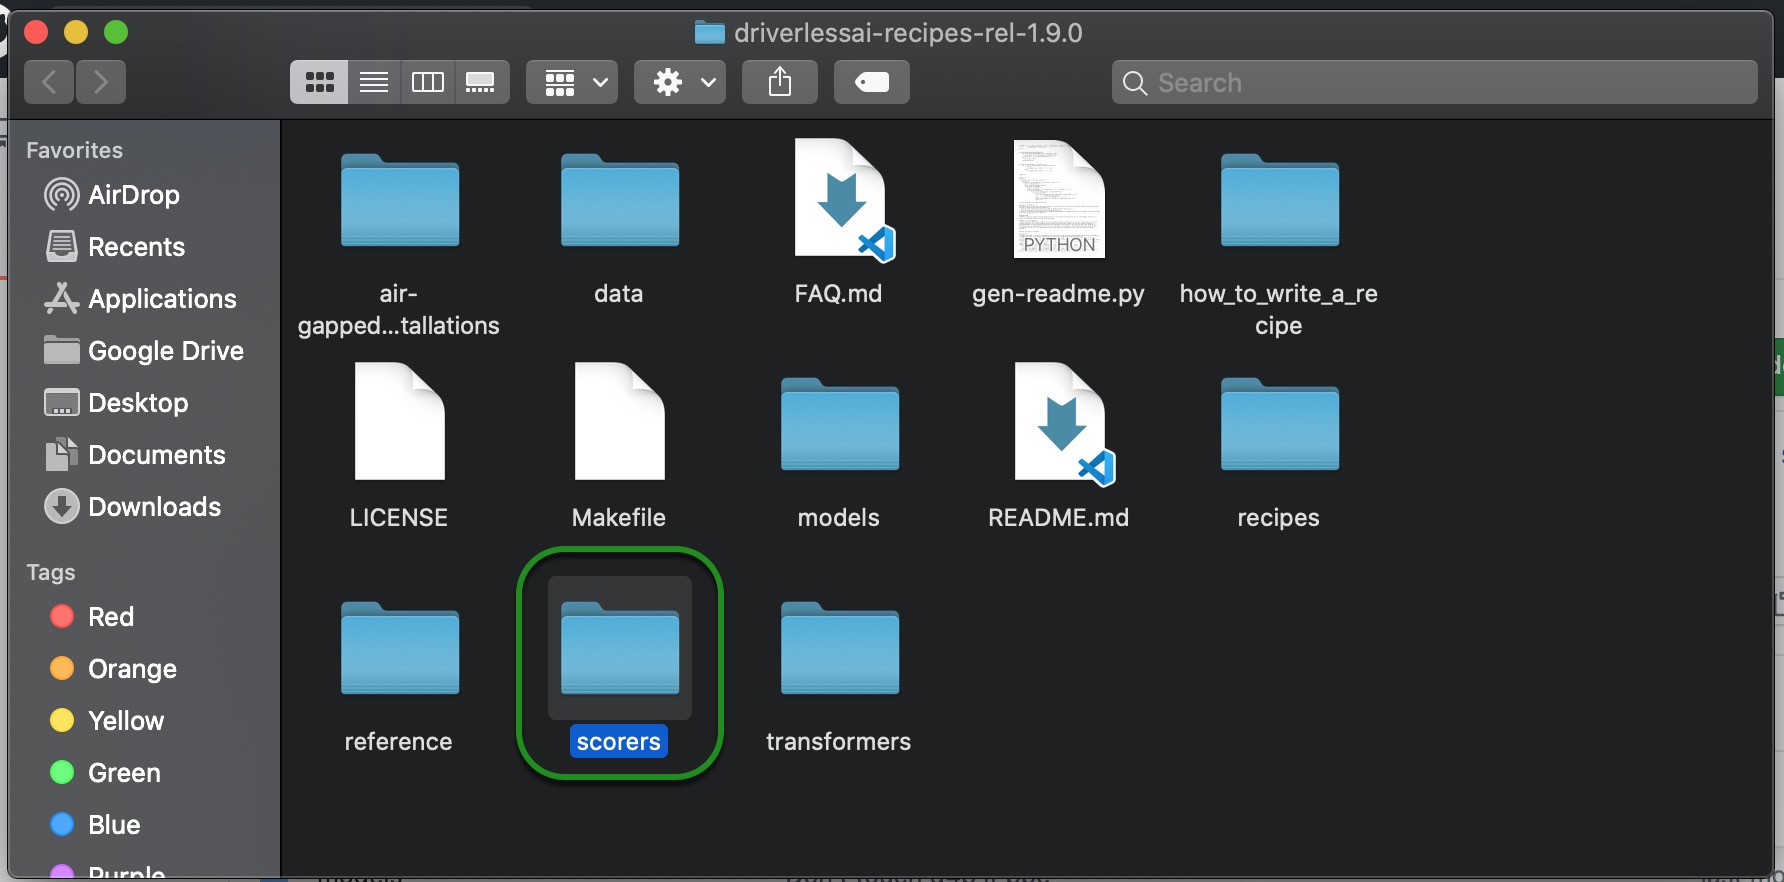 driverlessai-recipes-rel-1.9.0
Search
Favorites
AirDrop
Recents
Applications
Google Drive
Desktop
Documents
Downloads
Tags
Red
Orange
Yellow
Green
Blue
Purple
air-
gapped...tallations
data
FAQ.md
PYTHON
gen-readme.py
how_to_write_a_re
cipe
LICENSE
Makefile
models
README.md
recipes
reference
scorers
transformers